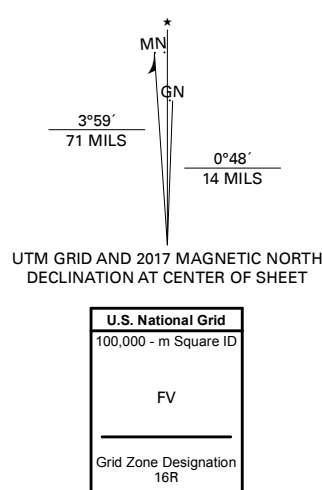 MN
GN
3°59´
71 MILS
0°48´
14 MILS
UTM GRID AND 2017 MAGNETIC NORTH
DECLINATION AT CENTER OF SHEET
U.S. National Grid
100,000 - m Square ID
FV
Grid Zone Designation
16R